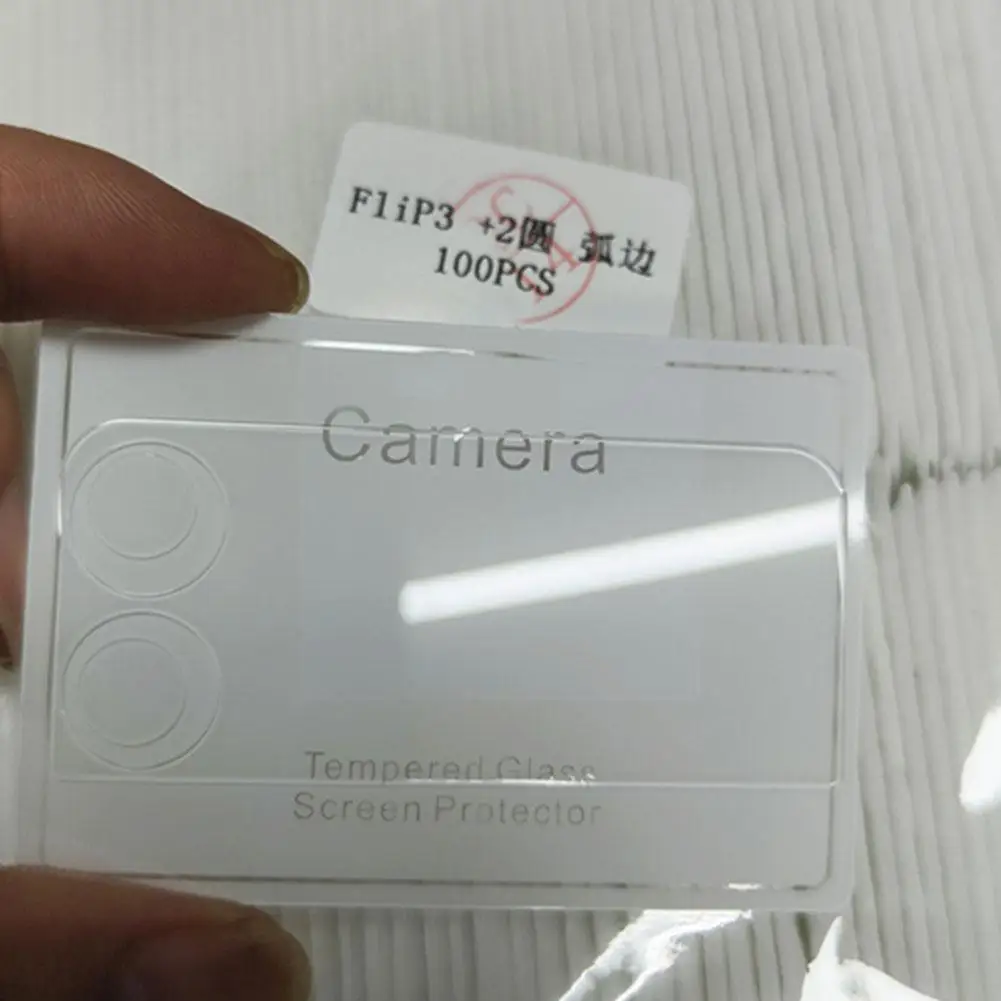 FliP3 +2圆 弧边
100PCS
Camera
Tempered Glass
Screen Protector